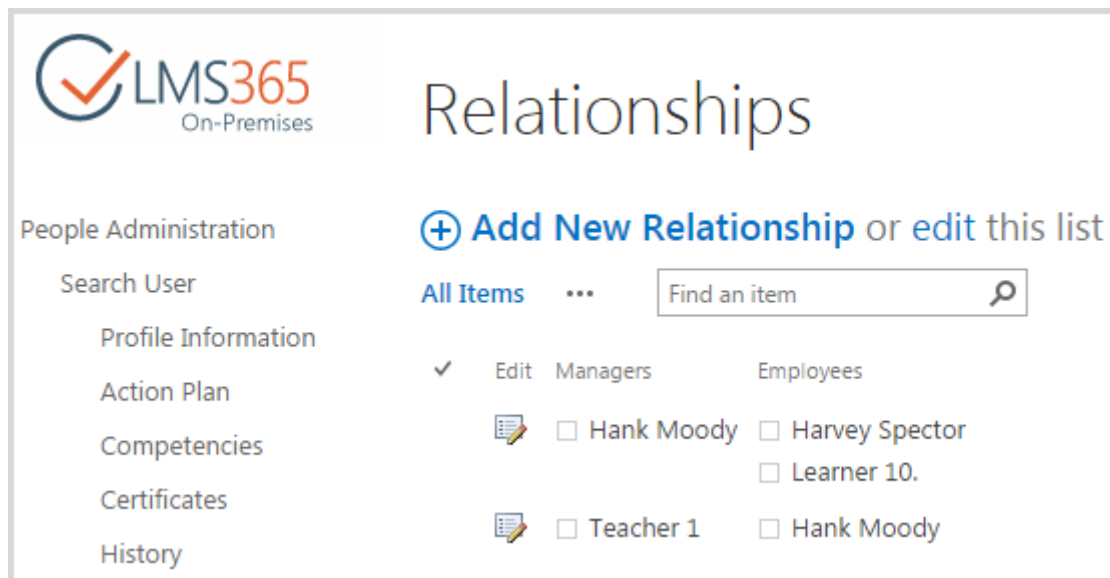 LMS365
On-Premises
Relationships
People Administration
Search User
Profile Information
Action Plan
Competencies
Certificates
History
Add New Relationship or edit this list
All Items ••• Find an item
Edit Managers Employees
Hank Moody Harvey Spector
Learner 10.
Teacher 1 Hank Moody